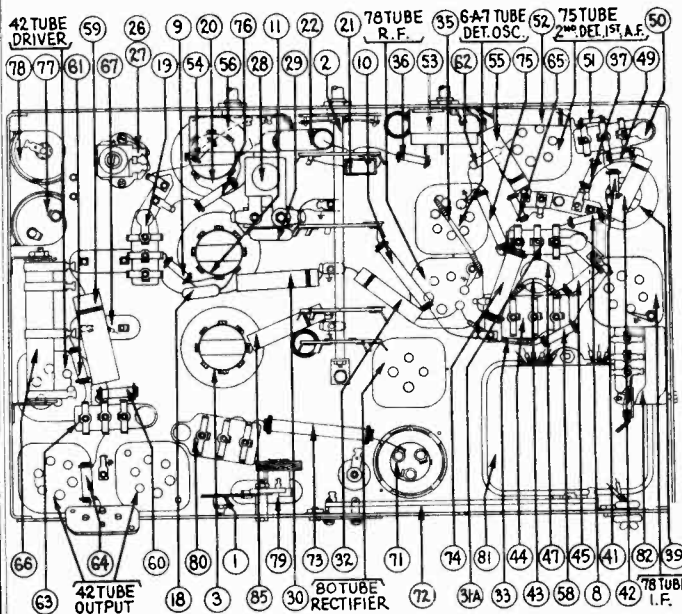 42 TUBE DRIVER 59 26 9 20 76 11 22 21 78 TUBE R.F. 35 6-A-7 TUBE DET. OSC. 52 75 TUBE 2ND DET., 1ST, A.F. 50
78 77 61 67 27 19 54 56 28 29 2 10 36 53 62 55 75 65 51 37 49
66 64 60 80 1 79 73 32 71 72 74 81 44 47 45 41 82 39
63 42 TUBE OUTPUT 18 3 85 30 80 TUBE RECTIFIER 31A 33 43 58 8 42 78 TUBE I.F.